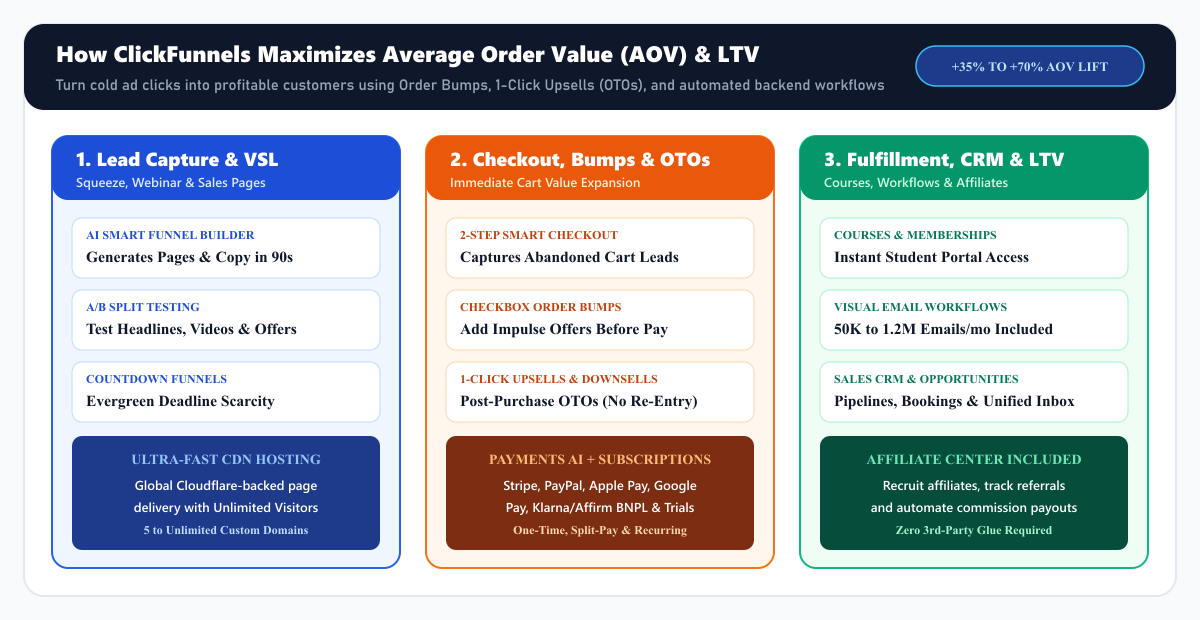 How ClickFunnels Maximizes Average Order Value (AOV) & LTV
Turn cold ad clicks into profitable customers using Order Bumps, 1-Click Upsells (OTOs), and automated backend workflows
+35% TO +70% AOV LIFT
1. Lead Capture & VSL
Squeeze, Webinar & Sales Pages
AI SMART FUNNEL BUILDER
Generates Pages & Copy in 90s
A/B SPLIT TESTING
Test Headlines, Videos & Offers
COUNTDOWN FUNNELS
Evergreen Deadline Scarcity
ULTRA-FAST CDN HOSTING
Global Cloudflare-backed page
delivery with Unlimited Visitors
5 to Unlimited Custom Domains
2. Checkout, Bumps & OTOs
Immediate Cart Value Expansion
2-STEP SMART CHECKOUT
Captures Abandoned Cart Leads
CHECKBOX ORDER BUMPS
Add Impulse Offers Before Pay
1-CLICK UPSELLS & DOWNSELLS
Post-Purchase OTOs (No Re-Entry)
PAYMENTS AI + SUBSCRIPTIONS
Stripe, PayPal, Apple Pay, Google
Pay, Klarna/Affirm BNPL & Trials
One-Time, Split-Pay & Recurring
3. Fulfillment, CRM & LTV
Courses, Workflows & Affiliates
COURSES & MEMBERSHIPS
Instant Student Portal Access
VISUAL EMAIL WORKFLOWS
50K to 1.2M Emails/mo Included
SALES CRM & OPPORTUNITIES
Pipelines, Bookings & Unified Inbox
AFFILIATE CENTER INCLUDED
Recruit affiliates, track referrals
and automate commission payouts
Zero 3rd-Party Glue Required